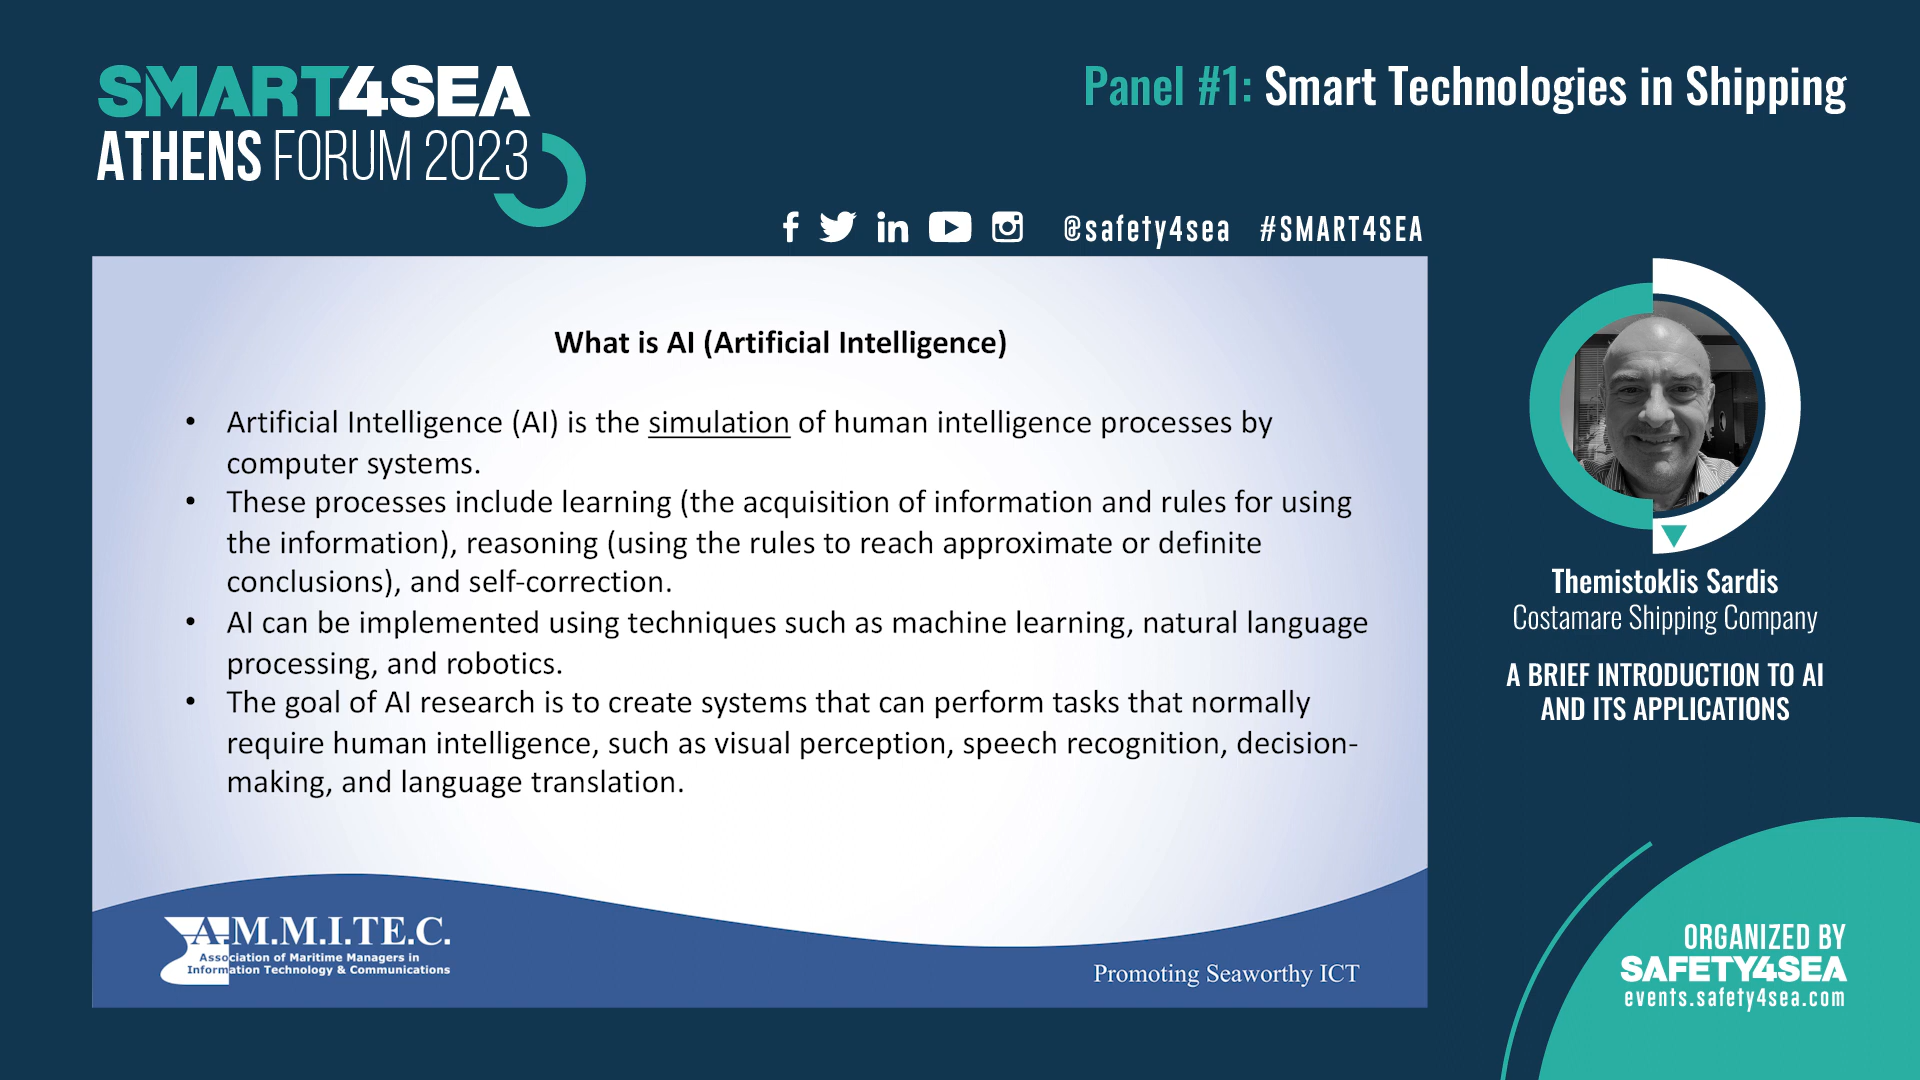 SMART4SEA
ATHENS FORUM 2023
Panel #1: Smart Technologies in Shipping
@safety4sea #SMART4SEA
What is AI (Artificial Intelligence)
• Artificial Intelligence (AI) is the simulation of human intelligence processes by
computer systems.
• These processes include learning (the acquisition of information and rules for using
the information), reasoning (using the rules to reach approximate or definite
conclusions), and self-correction.
• AI can be implemented using techniques such as machine learning, natural language
processing, and robotics.
• The goal of AI research is to create systems that can perform tasks that normally
require human intelligence, such as visual perception, speech recognition, decision-
making, and language translation.
A.M.M.I.TE.C.
Association of Maritime Managers in
Information Technology & Communications
Promoting Seaworthy ICT
Themistoklis Sardis
Costamare Shipping Company
A BRIEF INTRODUCTION TO AI
AND ITS APPLICATIONS
ORGANIZED BY
SAFETY4SEA
events.safety4sea.com